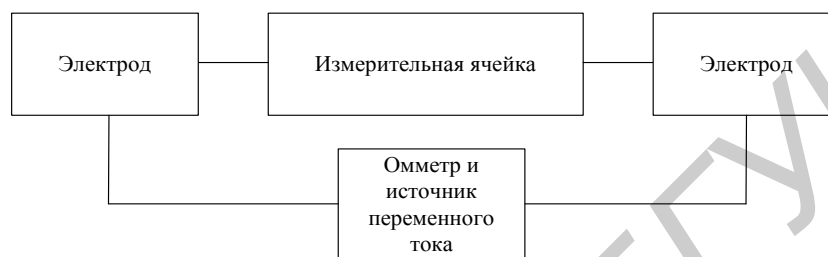 Электрод
Измерительная ячейка
Электрод
Омметр и
источник
переменного
тока